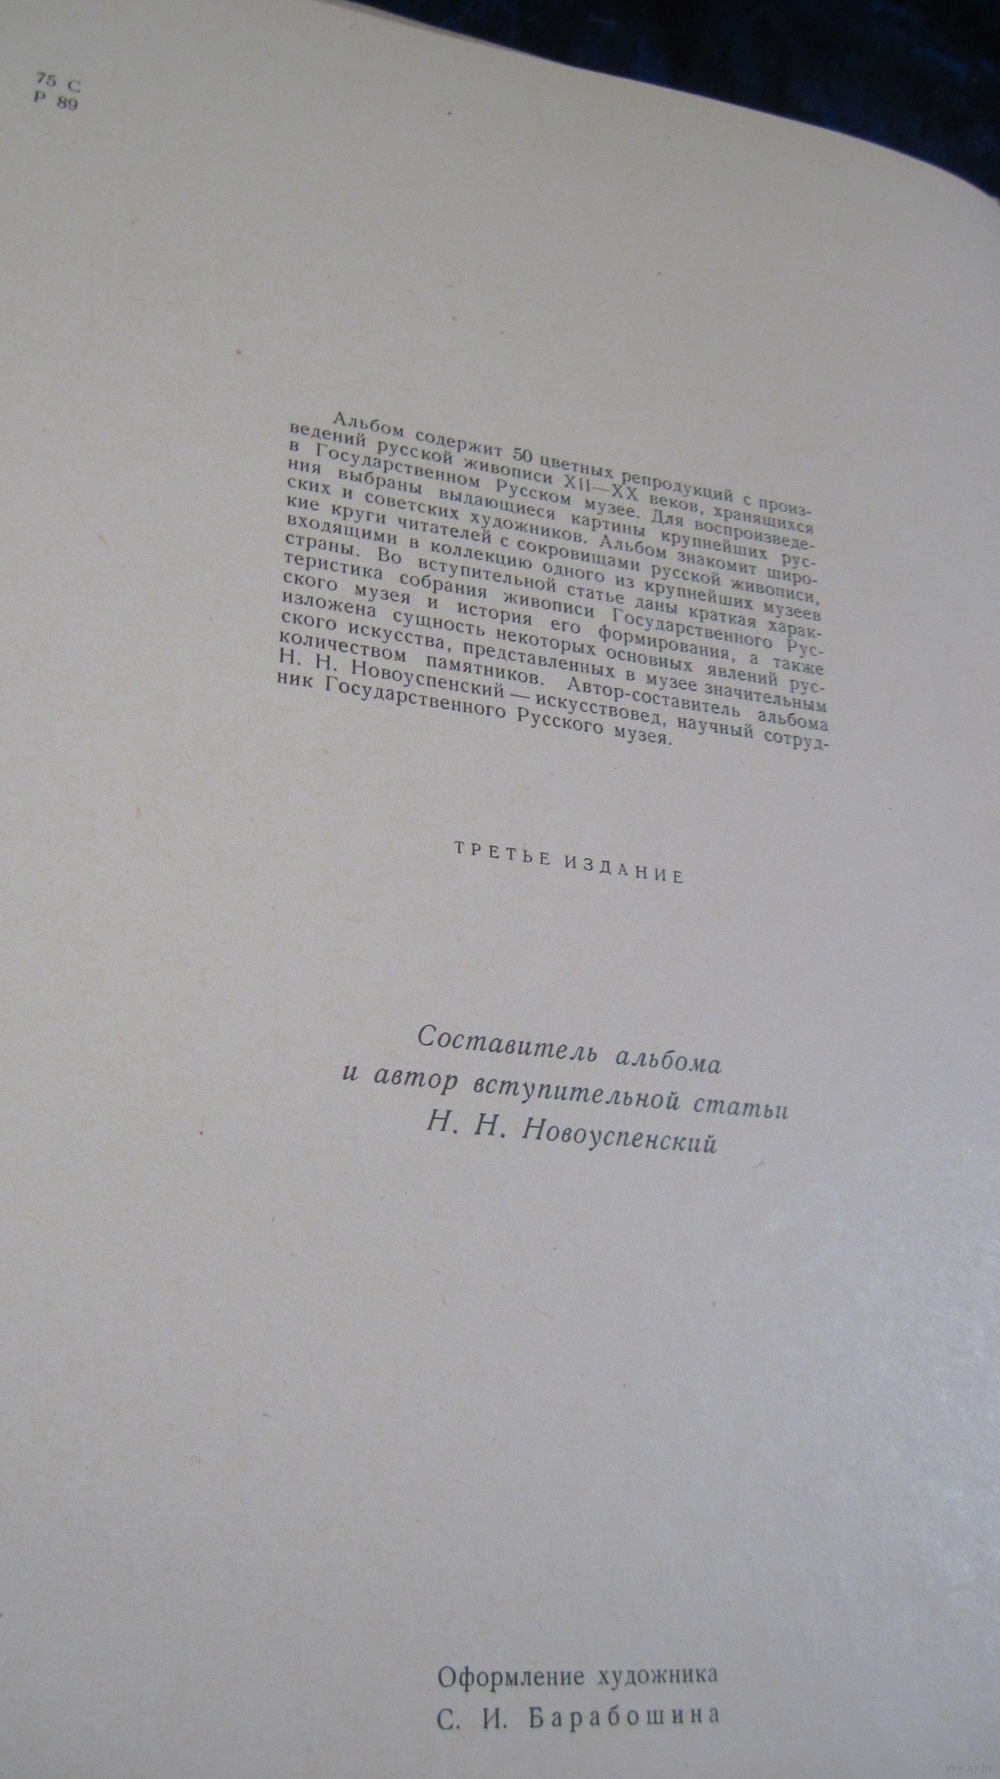 75 С
Р 89
Альбом содержит 50 цветных репродукций с произ-
ведений русской живописи XII—XX веков, хранящихся
в Государственном Русском музее. Для воспроизведе-
ния выбраны выдающиеся картины крупнейших рус-
ских и советских художников. Альбом знакомит широ-
кие круги читателей с сокровищами русской живописи,
входящими в коллекцию одного из крупнейших музеев
страны. Во вступительной статье даны краткая харак-
теристика собрания живописи Государственного Рус-
ского музея и история его формирования, а также
изложена сущность некоторых основных явлений рус-
ского искусства, представленных в музее значительным
количеством памятников. Автор-составитель альбома
Н. Н. Новоуспенский — искусствовед, научный сотруд-
ник Государственного Русского музея.
ТРЕТЬЕ ИЗДАНИЕ
Составитель альбома
и автор вступительной статьи
Н. Н. Новоуспенский
Оформление художника
С. И. Барабошина
www.ay.by